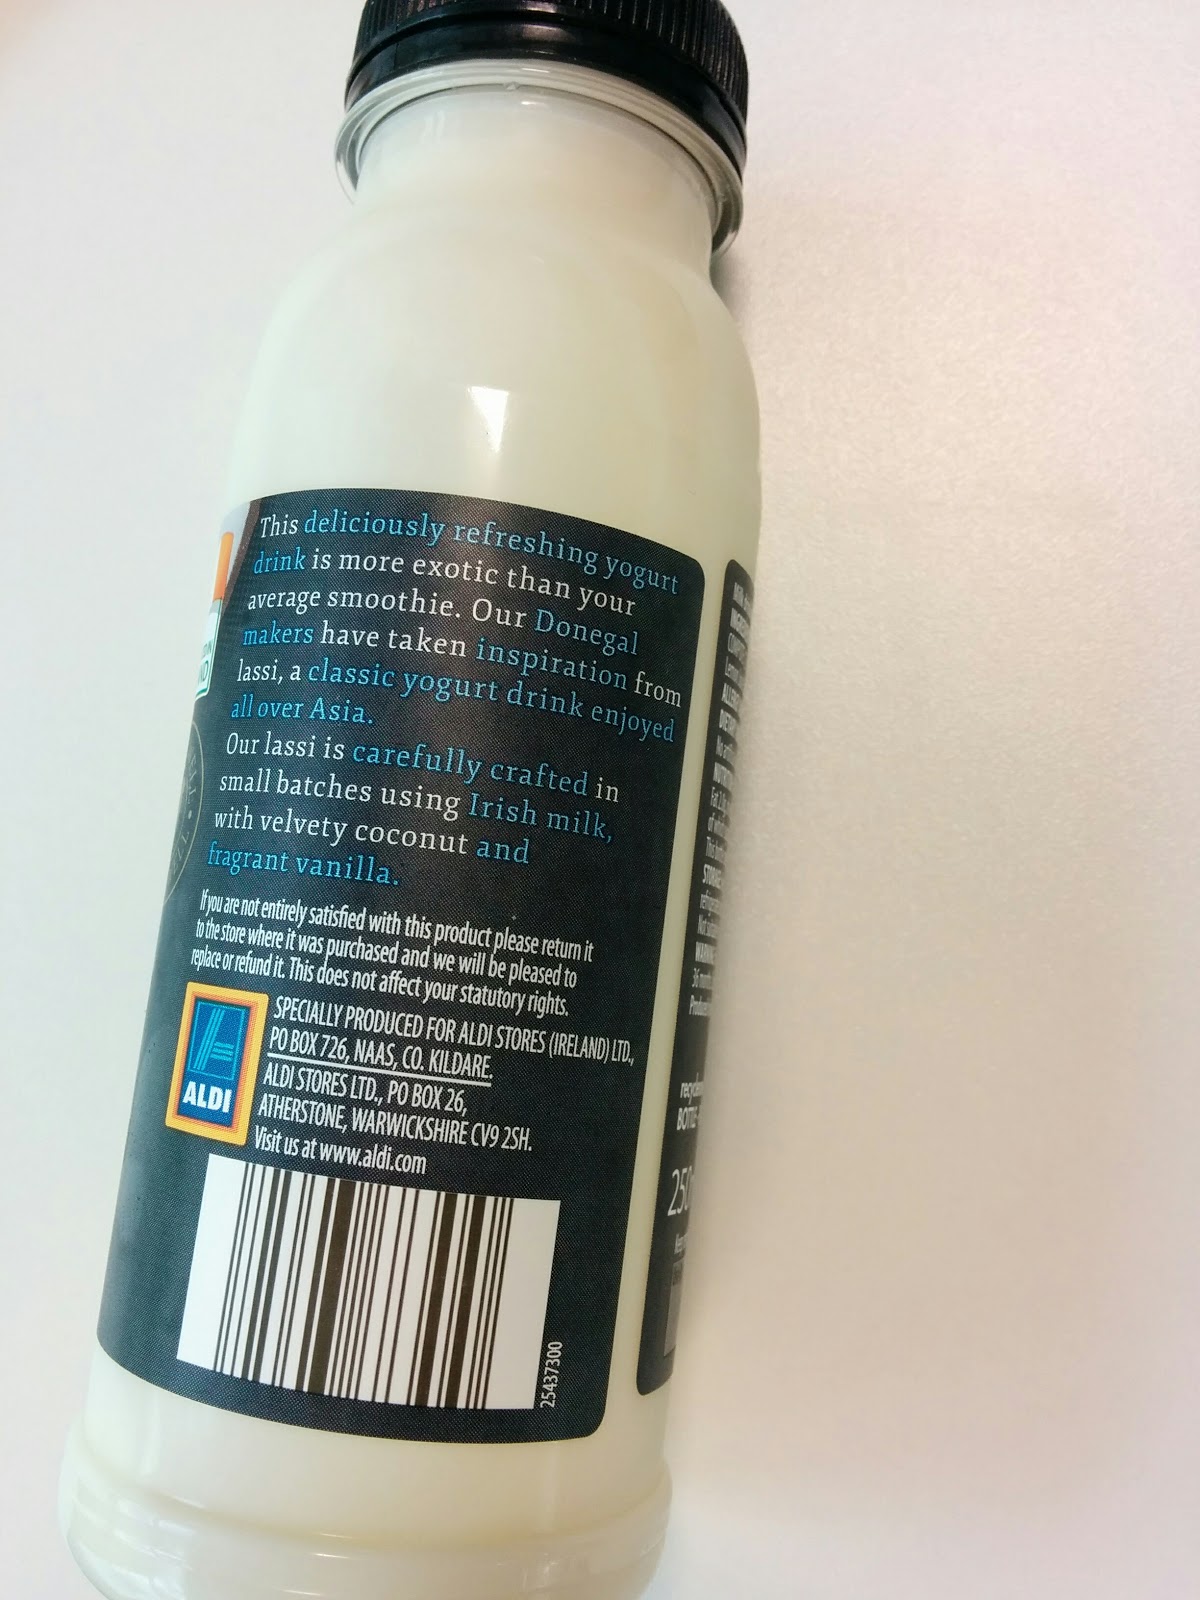 This deliciously refreshing yogurt
drink is more exotic than your
average smoothie. Our Donegal
makers have taken inspiration from
lassi, a classic yogurt drink enjoyed
all over Asia.
Our lassi is carefully crafted in
small batches using Irish milk,
with velvety coconut and
fragrant vanilla.
If you are not entirely satisfied with this product please return it
to the store where it was purchased and we will be pleased to
replace or refund it. This does not affect your statutory rights.
SPECIALLY PRODUCED FOR ALDI STORES (IRELAND) LTD.,
PO BOX 726, NAAS, CO. KILDARE.
ALDI STORES LTD., PO BOX 26,
ATHERSTONE, WARWICKSHIRE CV9 2SH.
Visit us at www.aldi.com
ALDI
25437300